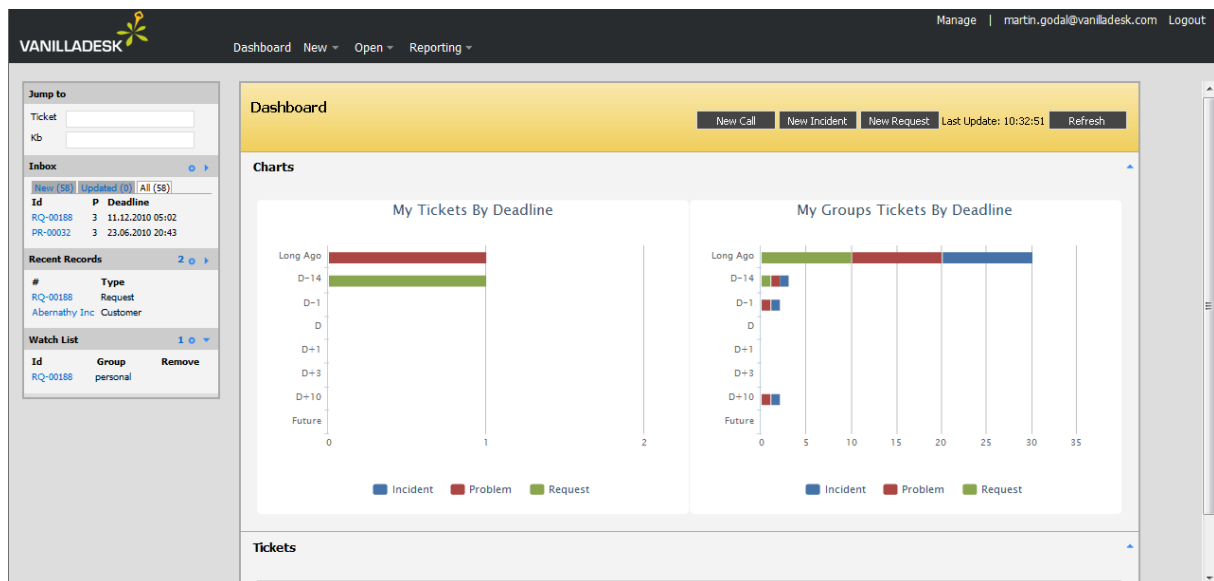 Manage | martin.godal@vanilladesk.com Logout
VANILLADESK
Dashboard New Open Reporting
Jump to
Ticket
Kb
Inbox
New (58) Updated (0) All (58)
Id P Deadline
RQ-00188 3 11.12.2010 05:02
PR-00032 3 23.06.2010 20:43
Recent Records 2
# Type
RQ-00188 Request
Abernathy Inc Customer
Watch List 1
Id Group Remove
RQ-00188 personal
Dashboard
New Call New Incident New Request Last Update: 10:32:51 Refresh
Charts
My Tickets By Deadline
Long Ago
D-14
D-1
D
D+1
D+3
D+10
Future
0 1 2
Incident Problem Request
My Groups Tickets By Deadline
Long Ago
D-14
D-1
D
D+1
D+3
D+10
Future
0 5 10 15 20 25 30 35
Incident Problem Request
Tickets